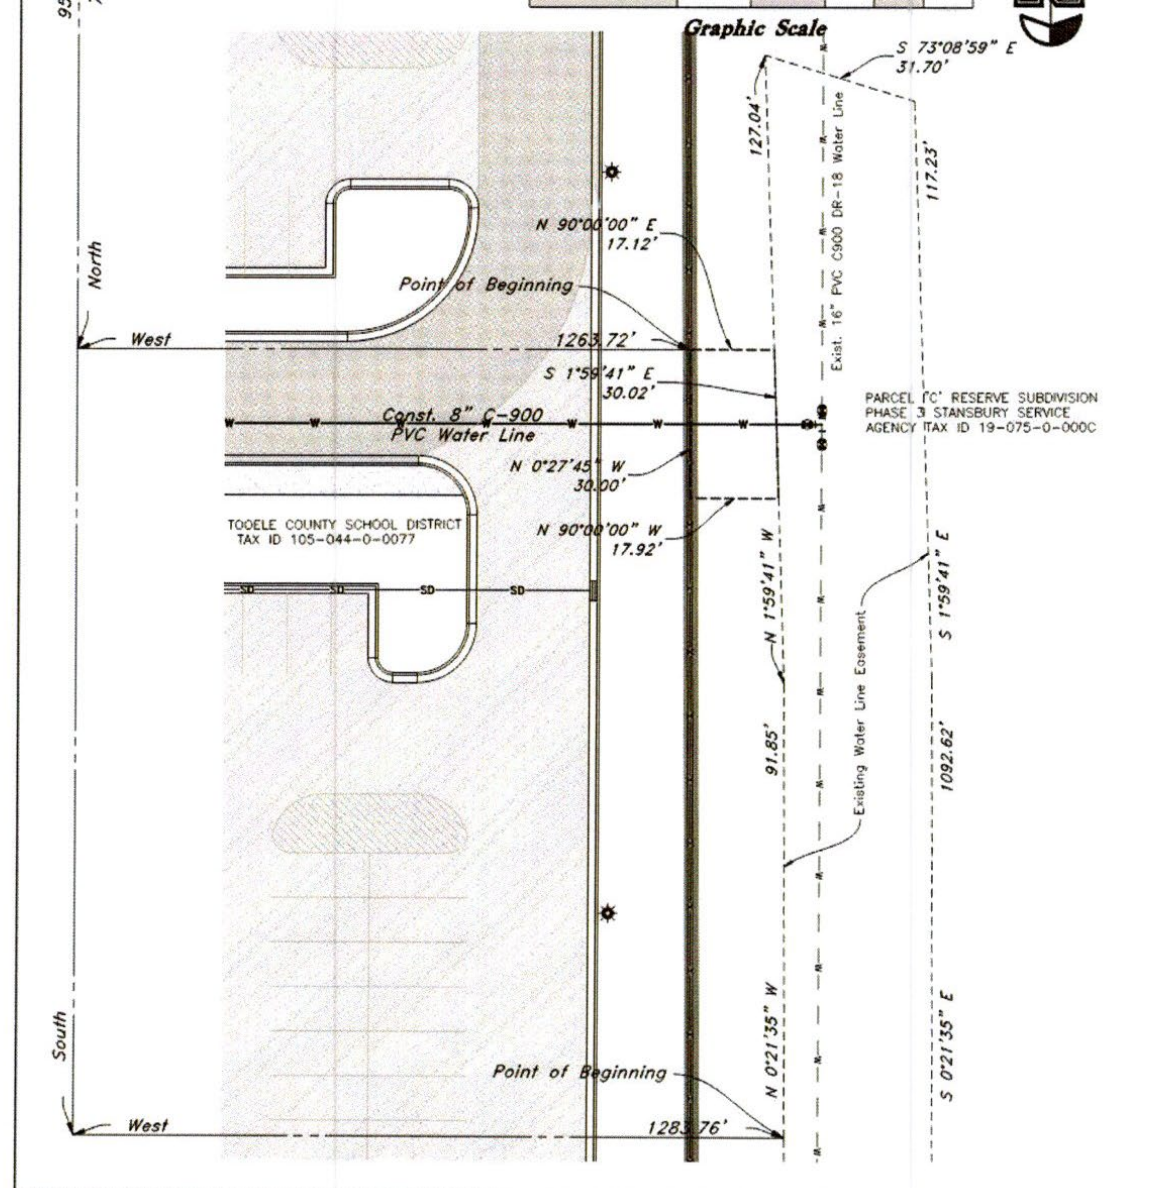 95
Graphic Scale
S 73°08'59" E
31.70'
127.04'
117.23'
Exist. 16" PVC C900 DR-18 Water Line
N 90°00'00" E
17.12'
North
Point of Beginning
West
1263.72'
S 1°59'41" E
30.02'
PARCEL 'C' RESERVE SUBDIVISION
PHASE 3 STANSBURY SERVICE
AGENCY TAX ID 19-075-0-000C
Const. 8" C-900
PVC Water Line
W W W W W W
N 0°27'45" W
30.00'
N 90°00'00" W
17.92'
TOOELE COUNTY SCHOOL DISTRICT
TAX ID 105-044-0-0077
SD SD SD SD
N 1°59'41" W
S 1°59'41" E
Existing Water Line Easement
91.85'
1092.62'
N 0°21'35" W
S 0°21'35" E
South
Point of Beginning
West
1283.76'